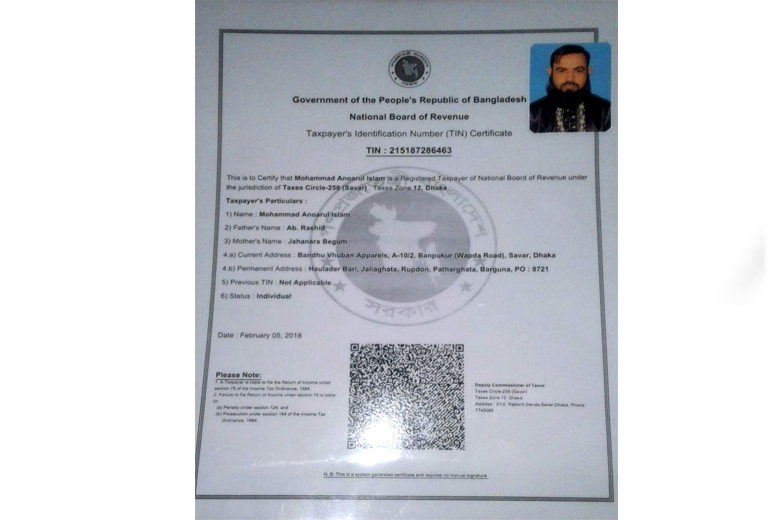 Government of the People's Republic of Bangladesh
National Board of Revenue
Taxpayer's Identification Number (TIN) Certificate
TIN : 215187286463
This is to Certify that Mohammad Anoarul Islam is a Registered Taxpayer of National Board of Revenue under
the jurisdiction of Taxes Circle-258 (Savar) , Taxes Zone 12, Dhaka
Taxpayer's Particulars :
1) Name : Mohammad Anoarul Islam
2) Father's Name : Ab. Rashid
3) Mother's Name : Jahanara Begum
4.a) Current Address : Bandhu Vhuban Apparels, A-10/2, Banpukur (Wapda Road), Savar, Dhaka
4.b) Permanent Address : Haulader Bari, Jaliaghata, Rupdon, Patharghata, Barguna, PO : 8721
5) Previous TIN : Not Applicable
6) Status : Individual
সরকার
Date : February 05, 2018
Please Note:
1. A Taxpayer is liable to file the Return of Income under
section 75 of the Income Tax Ordinance, 1984
2. Failure to file Return of Income under section 75 is liable
to
(a) Penalty under section 124; and
(b) Prosecution under section 164 of the Income Tax
Ordinance, 1984
Deputy Commissioner of Taxes
Taxes Circle-258 (Savar)
Taxes Zone 12, Dhaka
Address : Savar, Dhaka Phone :
N. B: This is a system generated certificate and requires no manual signature.